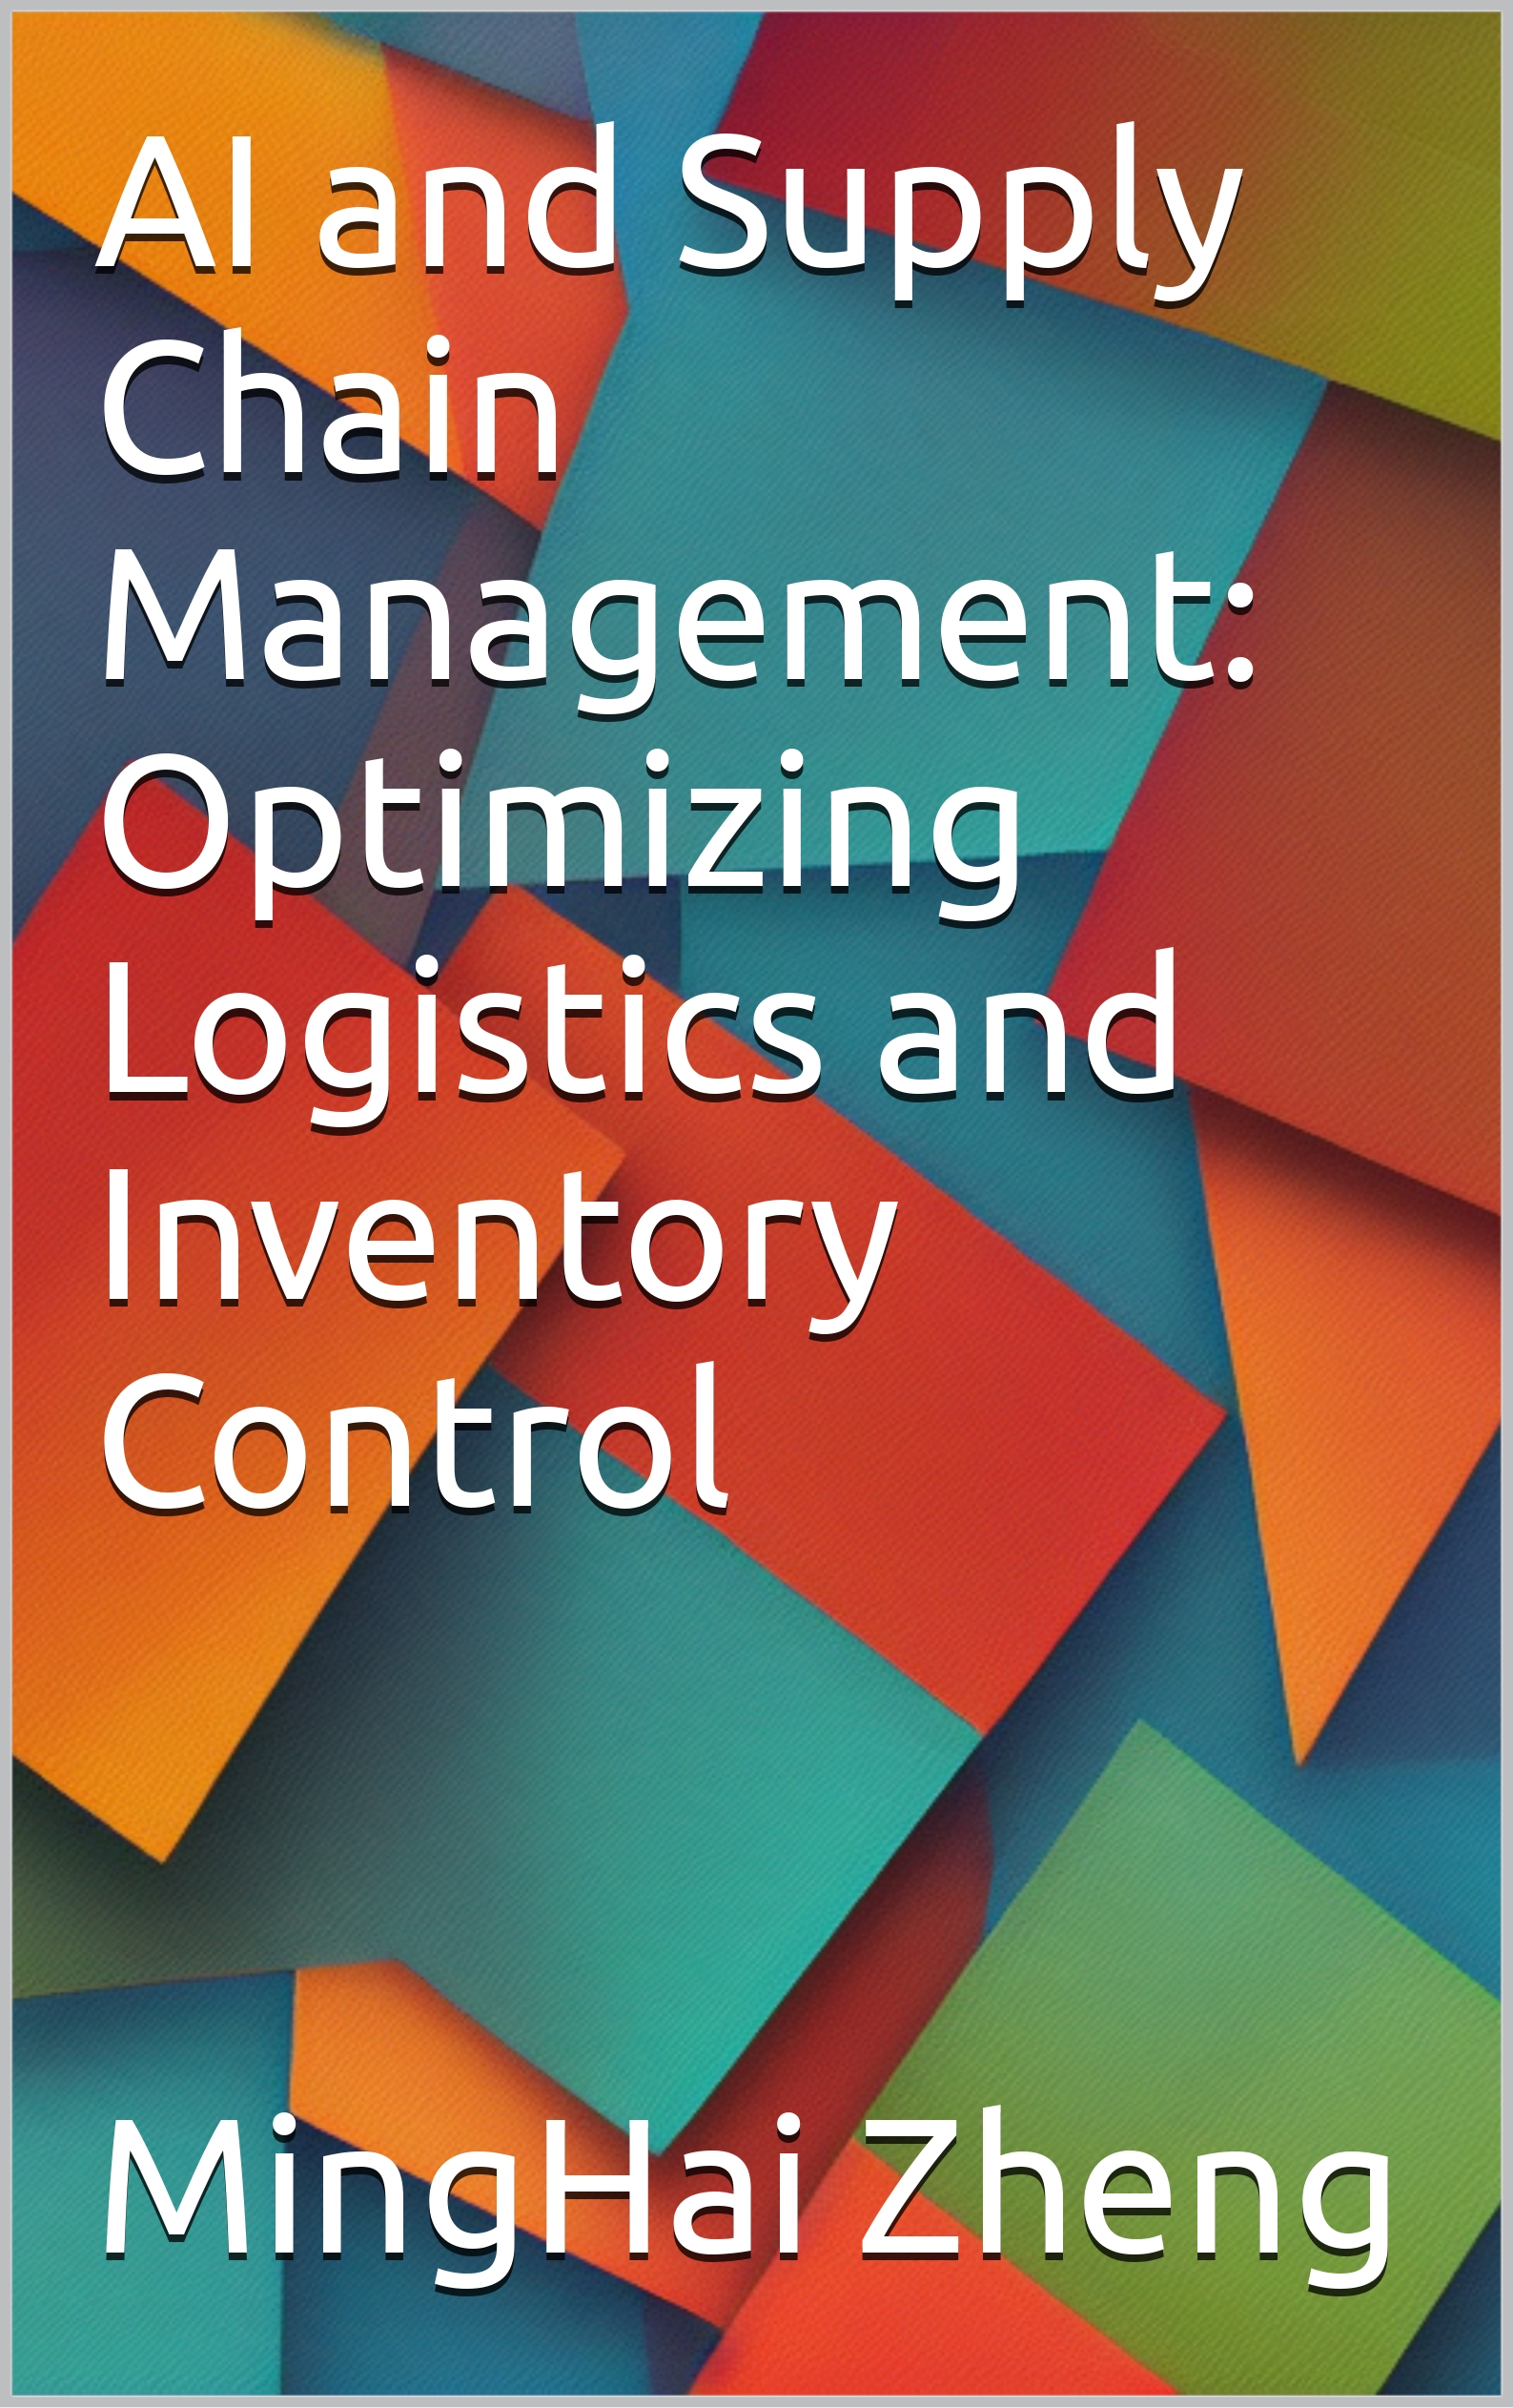 AI and Supply
Chain
Management:
Optimizing
Logistics and
Inventory
Control
MingHai Zheng